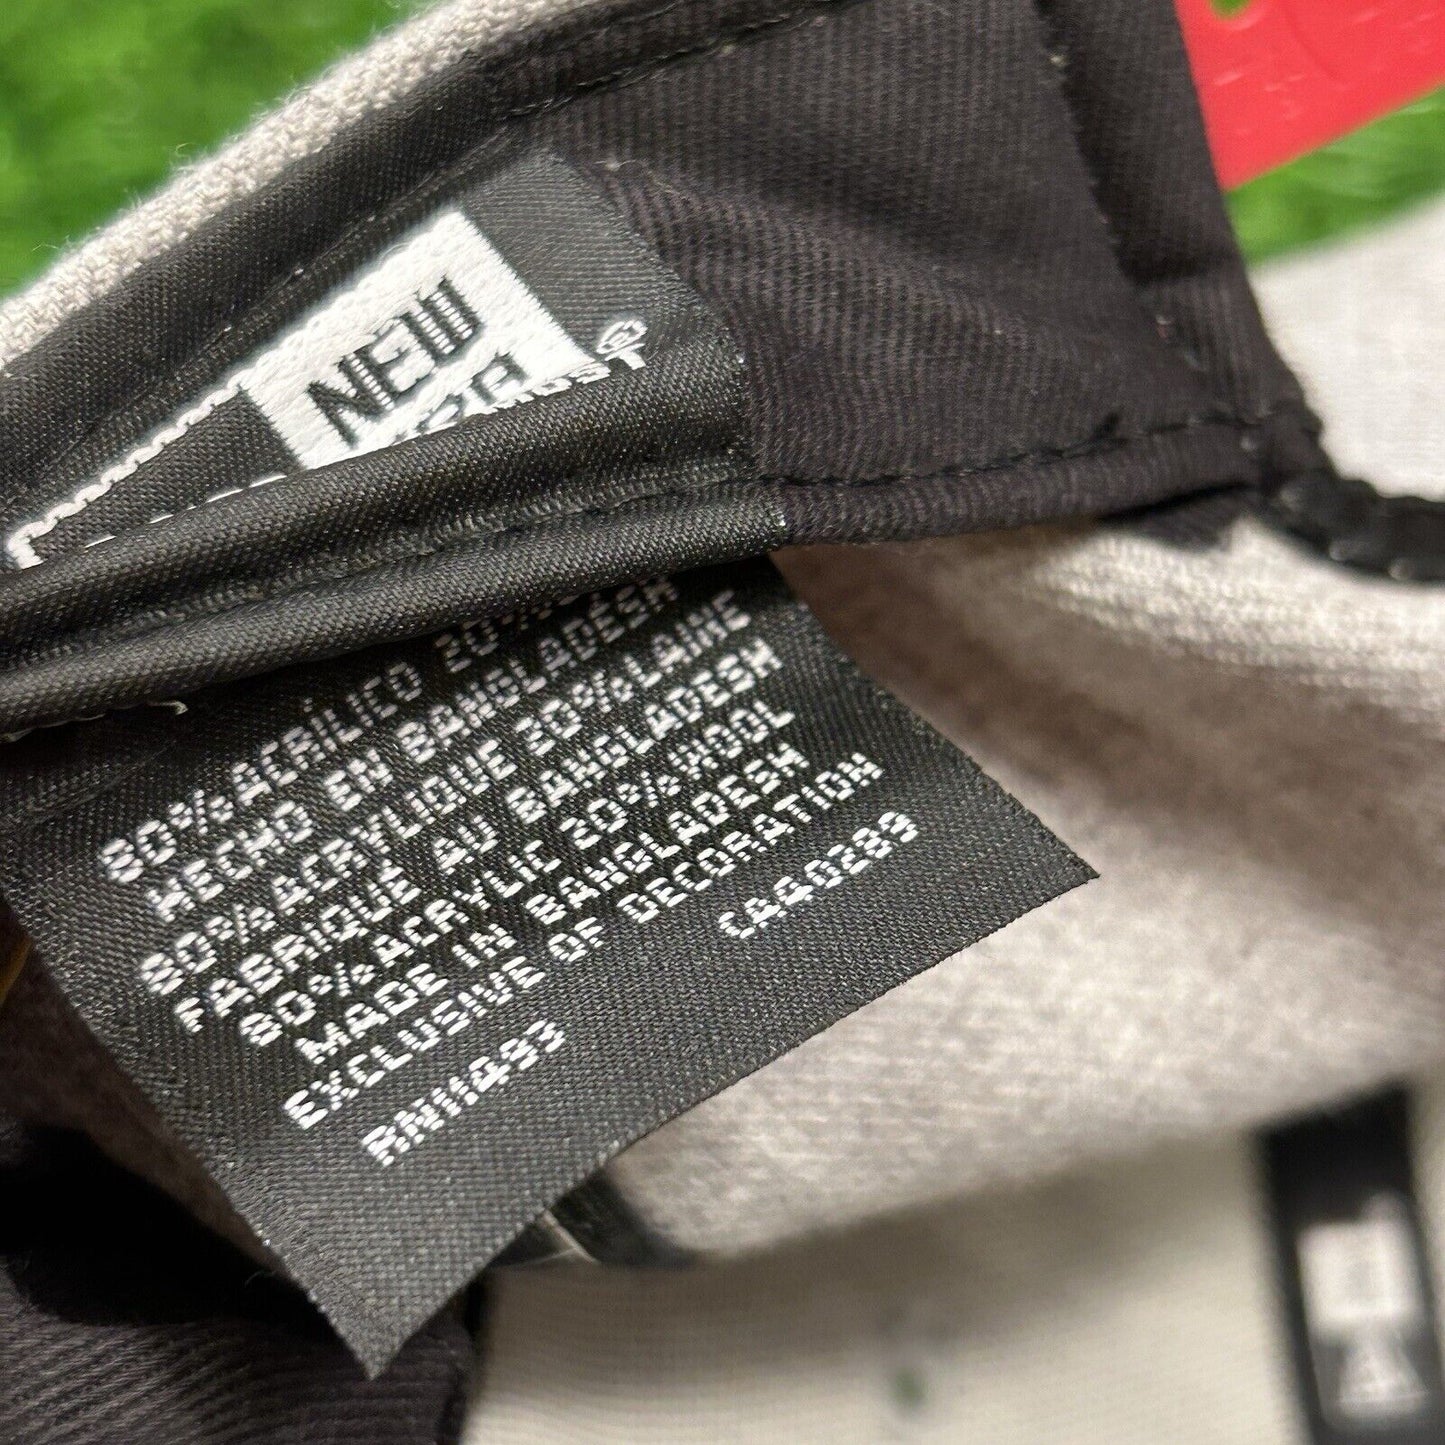 NEW
80%ACRILICO 20%
HECHO EN BANGLADESH
80%ACRYLIQUE 20%LAINE
FABRIQUE AU BANGLADESH
80%ACRYLIC 20%WOOL
MADE IN BANGLADESH
EXCLUSIVE OF DECORATION
RN11493 CA40289